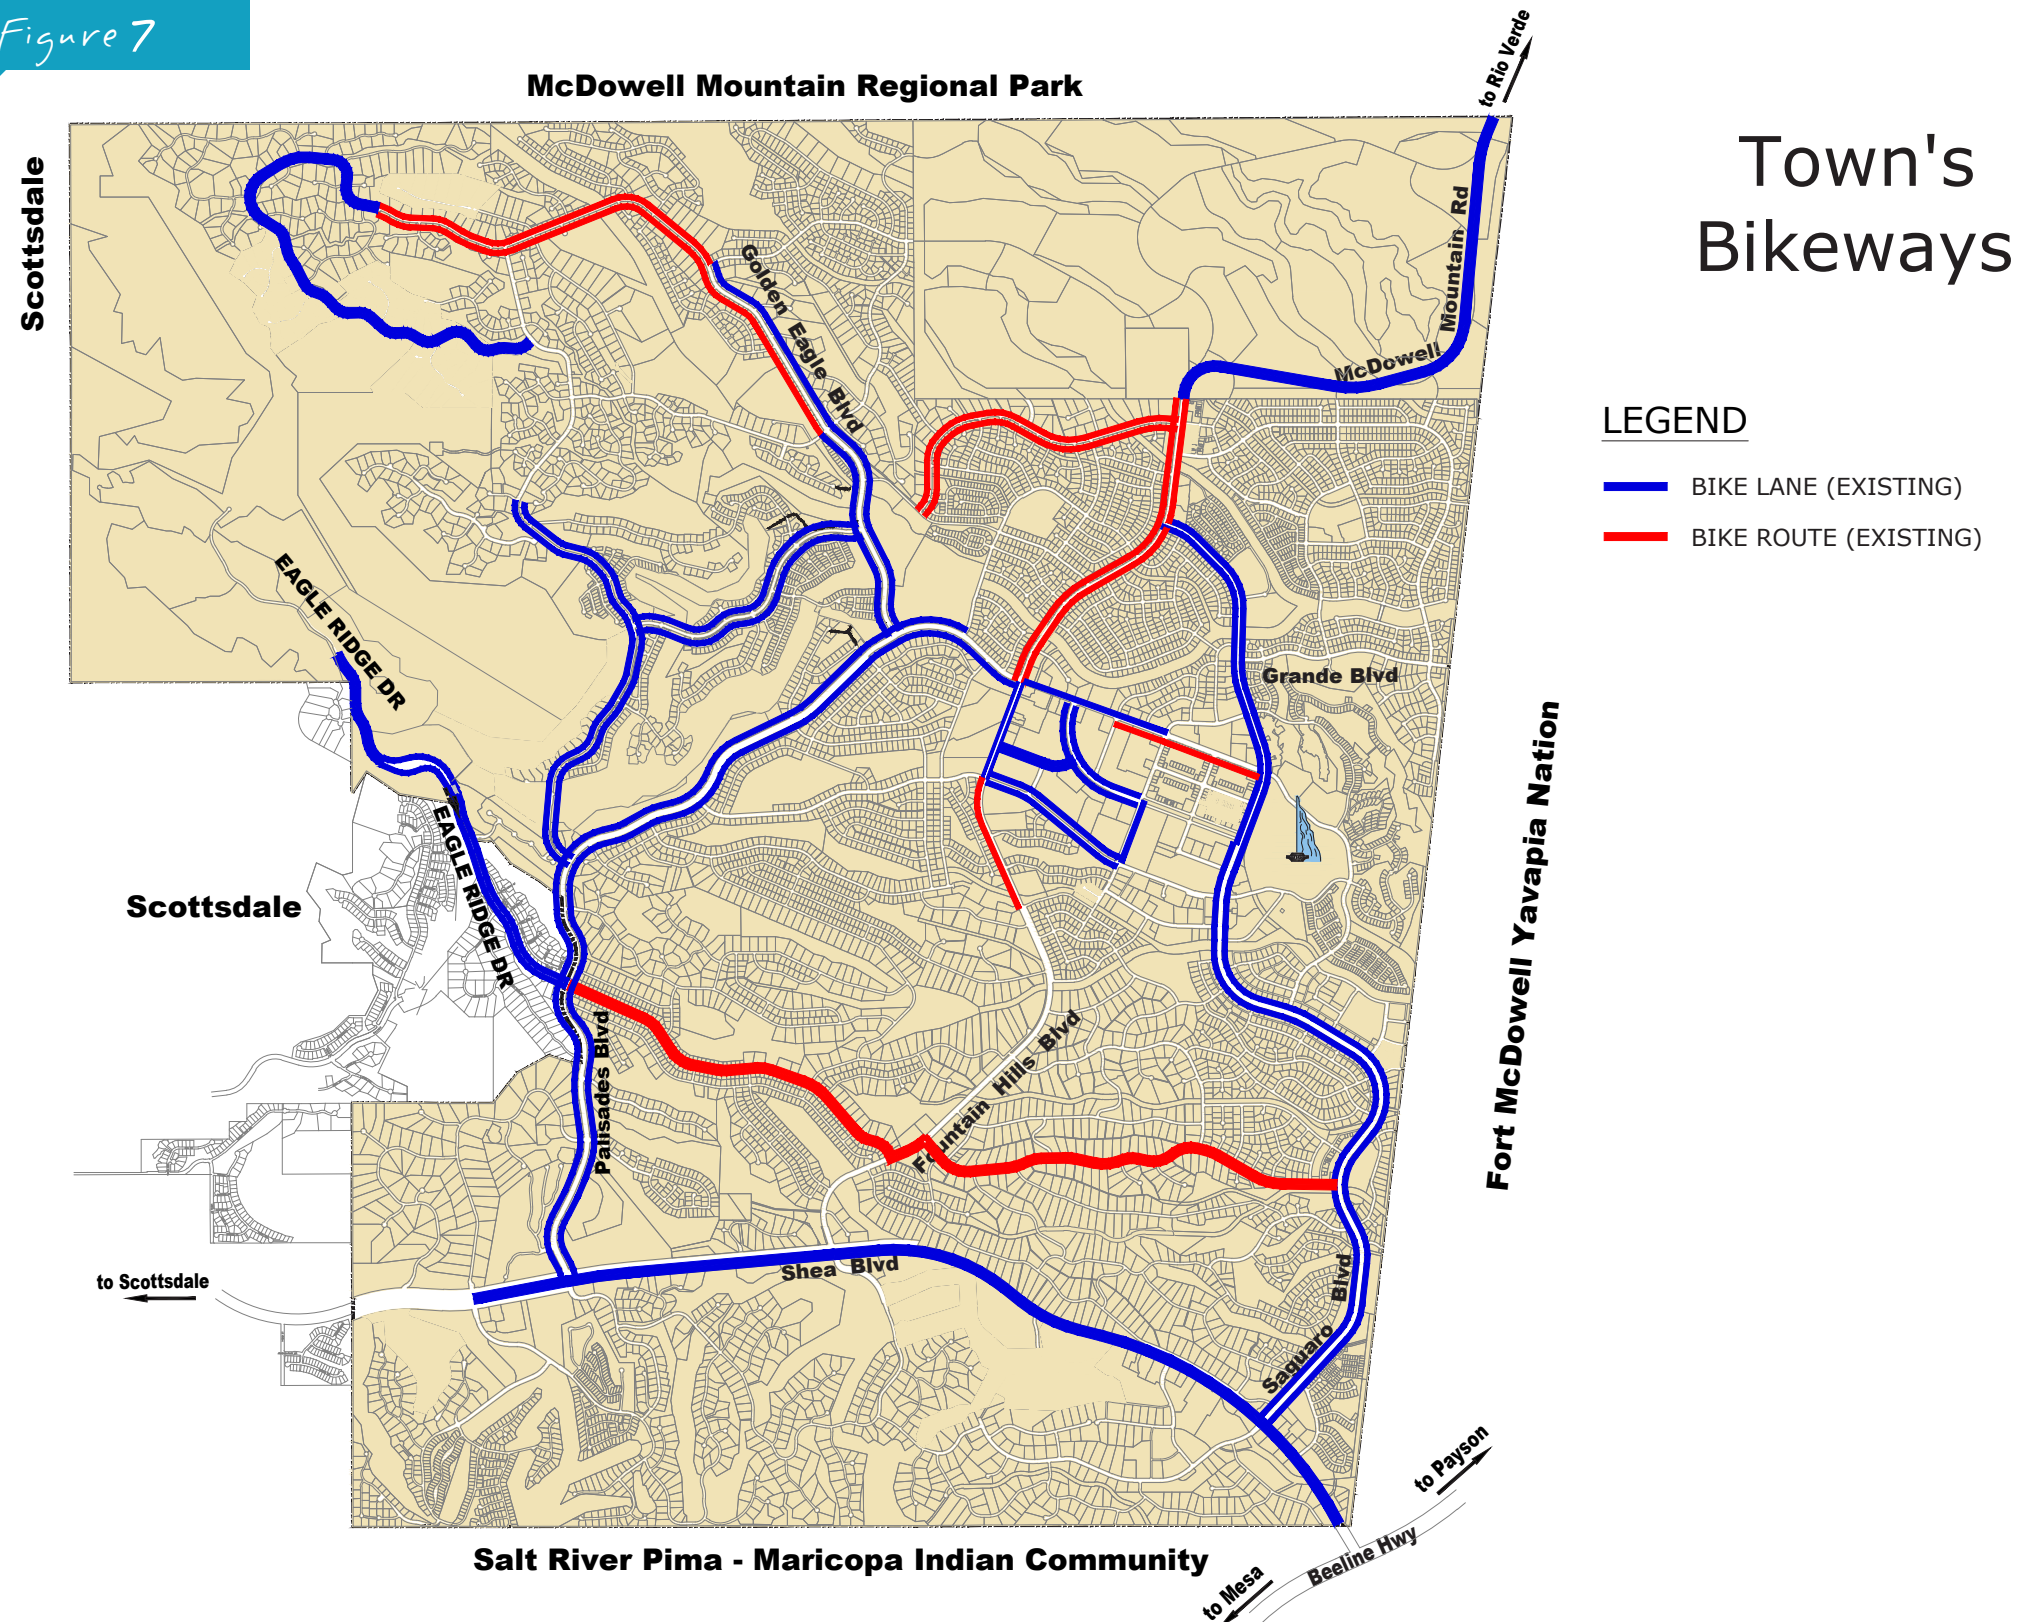 Figure 7
to Rio Verde
McDowell Mountain Regional Park
Town's
Bikeways
Scottsdale
Golden Eagle Blvd
McDowell Mountain Rd
LEGEND
BIKE LANE (EXISTING)
BIKE ROUTE (EXISTING)
EAGLE RIDGE DR
Grande Blvd
Fort McDowell Yavapia Nation
EAGLE RIDGE DR
Scottsdale
Palisades Blvd
Fountain Hills Blvd
to Scottsdale
Shea Blvd
Saguaro Blvd
to Payson
Beeline Hwy
Salt River Pima - Maricopa Indian Community
to Mesa